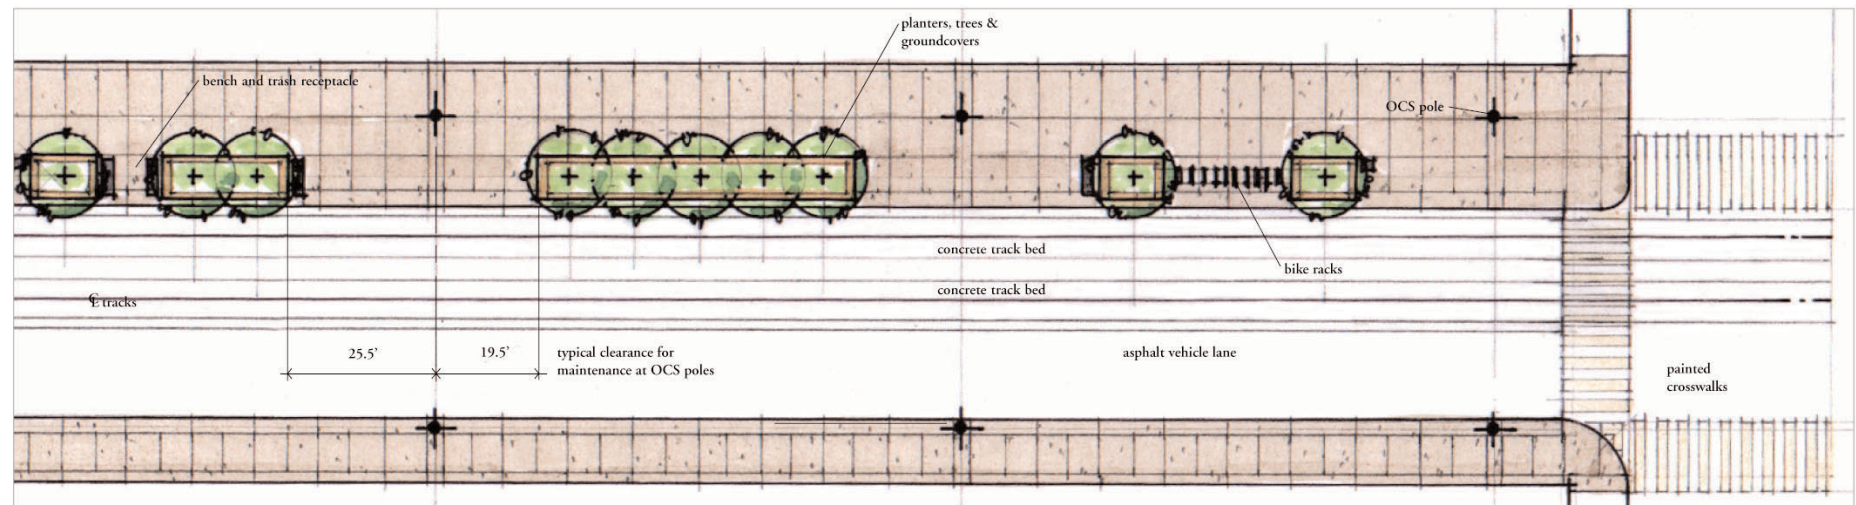 planters, trees &
groundcovers
bench and trash receptacle
OCS pole
concrete track bed
bike racks
concrete track bed
℄ tracks
25.5’
19.5’
typical clearance for
maintenance at OCS poles
asphalt vehicle lane
painted
crosswalks